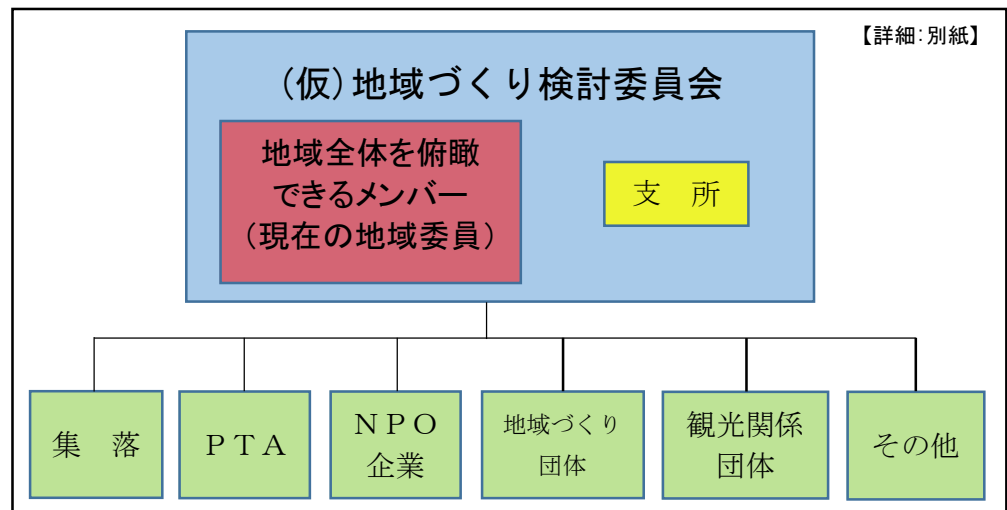 【詳細：別紙】
（仮）地域づくり検討委員会
地域全体を俯瞰
できるメンバー
（現在の地域委員）
支　所
集　落
ＰＴＡ
ＮＰＯ
企業
地域づくり
団体
観光関係
団体
その他